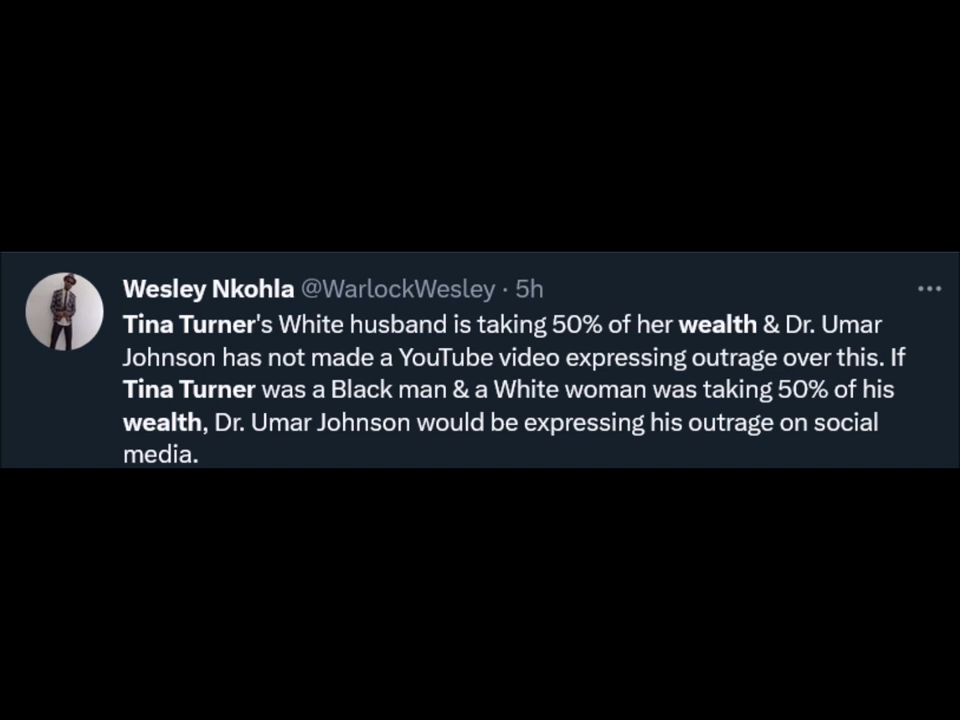 Wesley Nkohla @WarlockWesley · 5h
Tina Turner's White husband is taking 50% of her wealth & Dr. Umar
Johnson has not made a YouTube video expressing outrage over this. If
Tina Turner was a Black man & a White woman was taking 50% of his
wealth, Dr. Umar Johnson would be expressing his outrage on social
media.